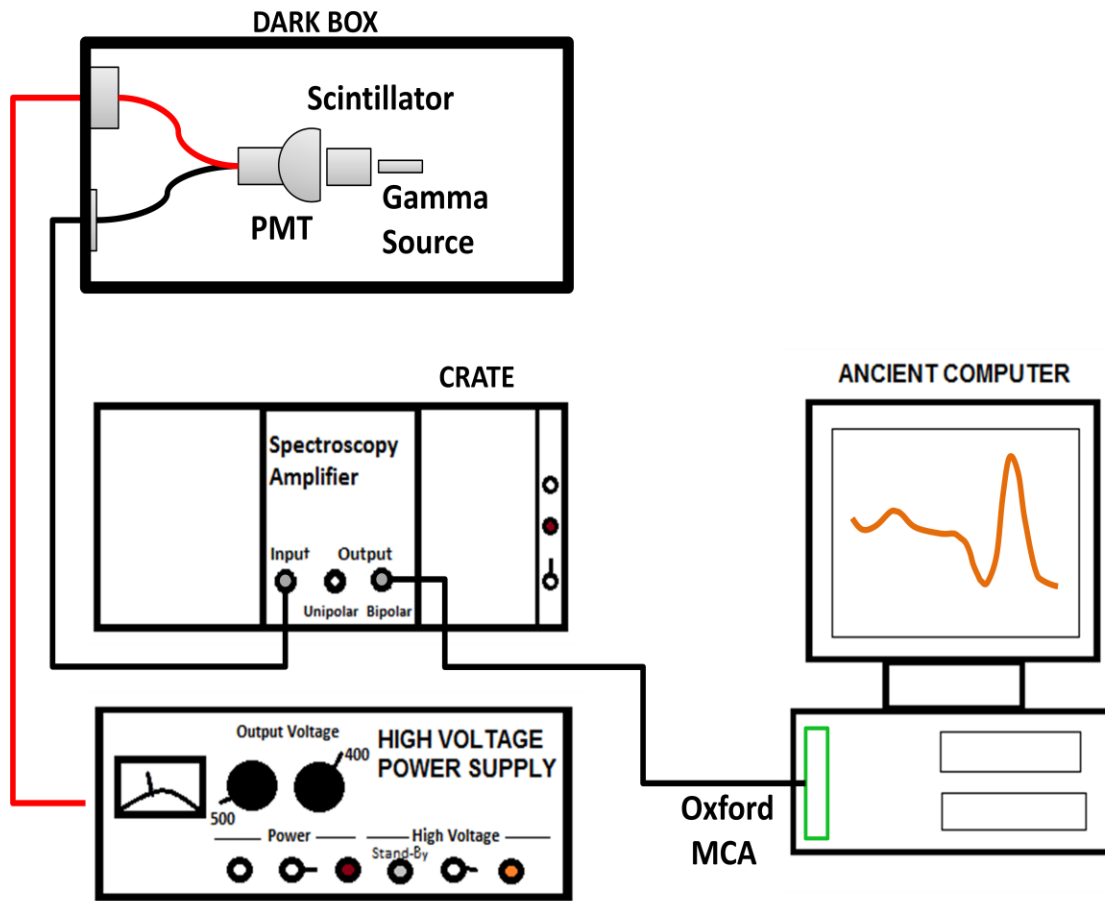 DARK BOX
Scintillator
Gamma
Source
PMT
CRATE
Spectroscopy
Amplifier
Input
Output
Unipolar
Bipolar
ANCIENT COMPUTER
Output Voltage
400
500
HIGH VOLTAGE
POWER SUPPLY
Power
High Voltage
Stand-By
Oxford
MCA